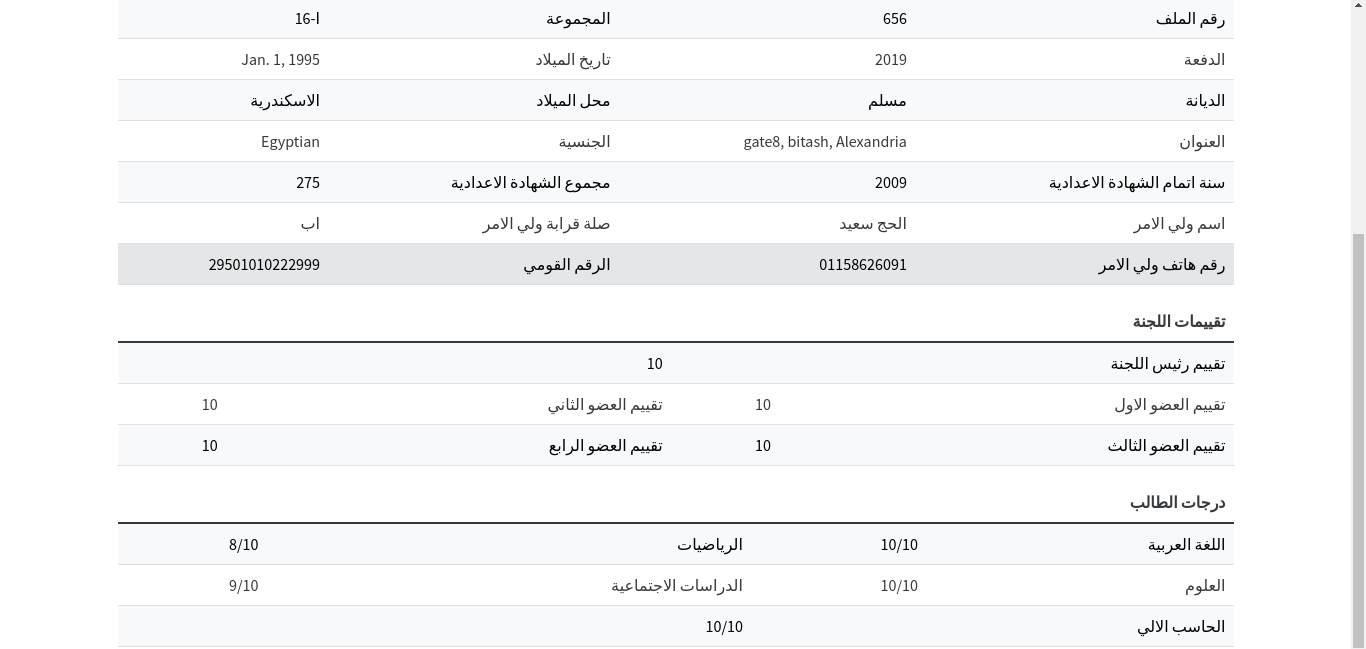 رقم الملف 656 المجموعة ا-16
الدفعة 2019 تاريخ الميلاد Jan. 1, 1995
الديانة مسلم محل الميلاد الاسكندرية
العنوان gate8, bitash, Alexandria الجنسية Egyptian
سنة اتمام الشهادة الاعدادية 2009 مجموع الشهادة الاعدادية 275
اسم ولي الامر الحج سعيد صلة قرابة ولي الامر اب
رقم هاتف ولي الامر 01158626091 الرقم القومي 29501010222999
تقييمات اللجنة
تقييم رئيس اللجنة 10
تقييم العضو الاول 10 تقييم العضو الثاني 10
تقييم العضو الثالث 10 تقييم العضو الرابع 10
درجات الطالب
اللغة العربية 10/10 الرياضيات 8/10
العلوم 10/10 الدراسات الاجتماعية 9/10
الحاسب الالي 10/10